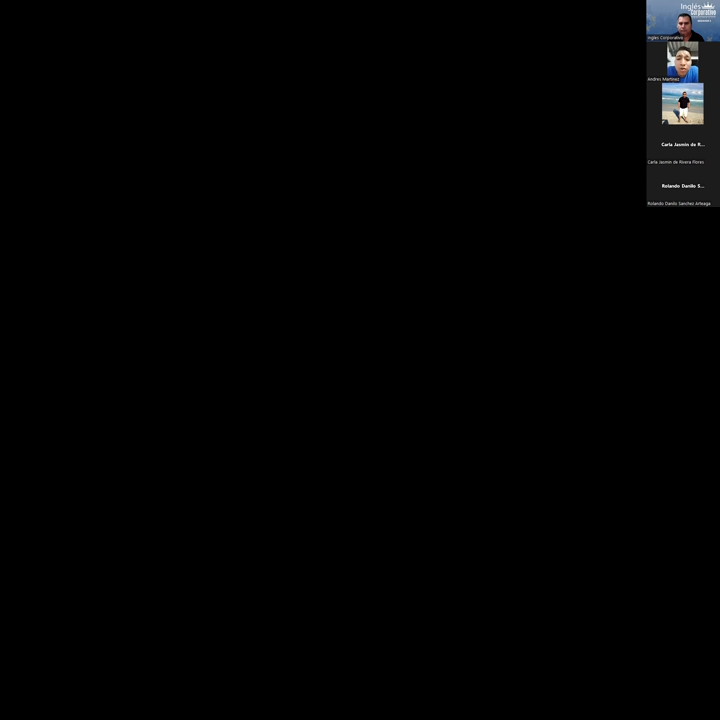 Inglés
Corporativo
Ingles Corporativo
Andres Martinez
Carla Jasmin de R...
Carla Jasmin de Rivera Flores
Rolando Danilo S...
Rolando Danilo Sanchez Arteaga